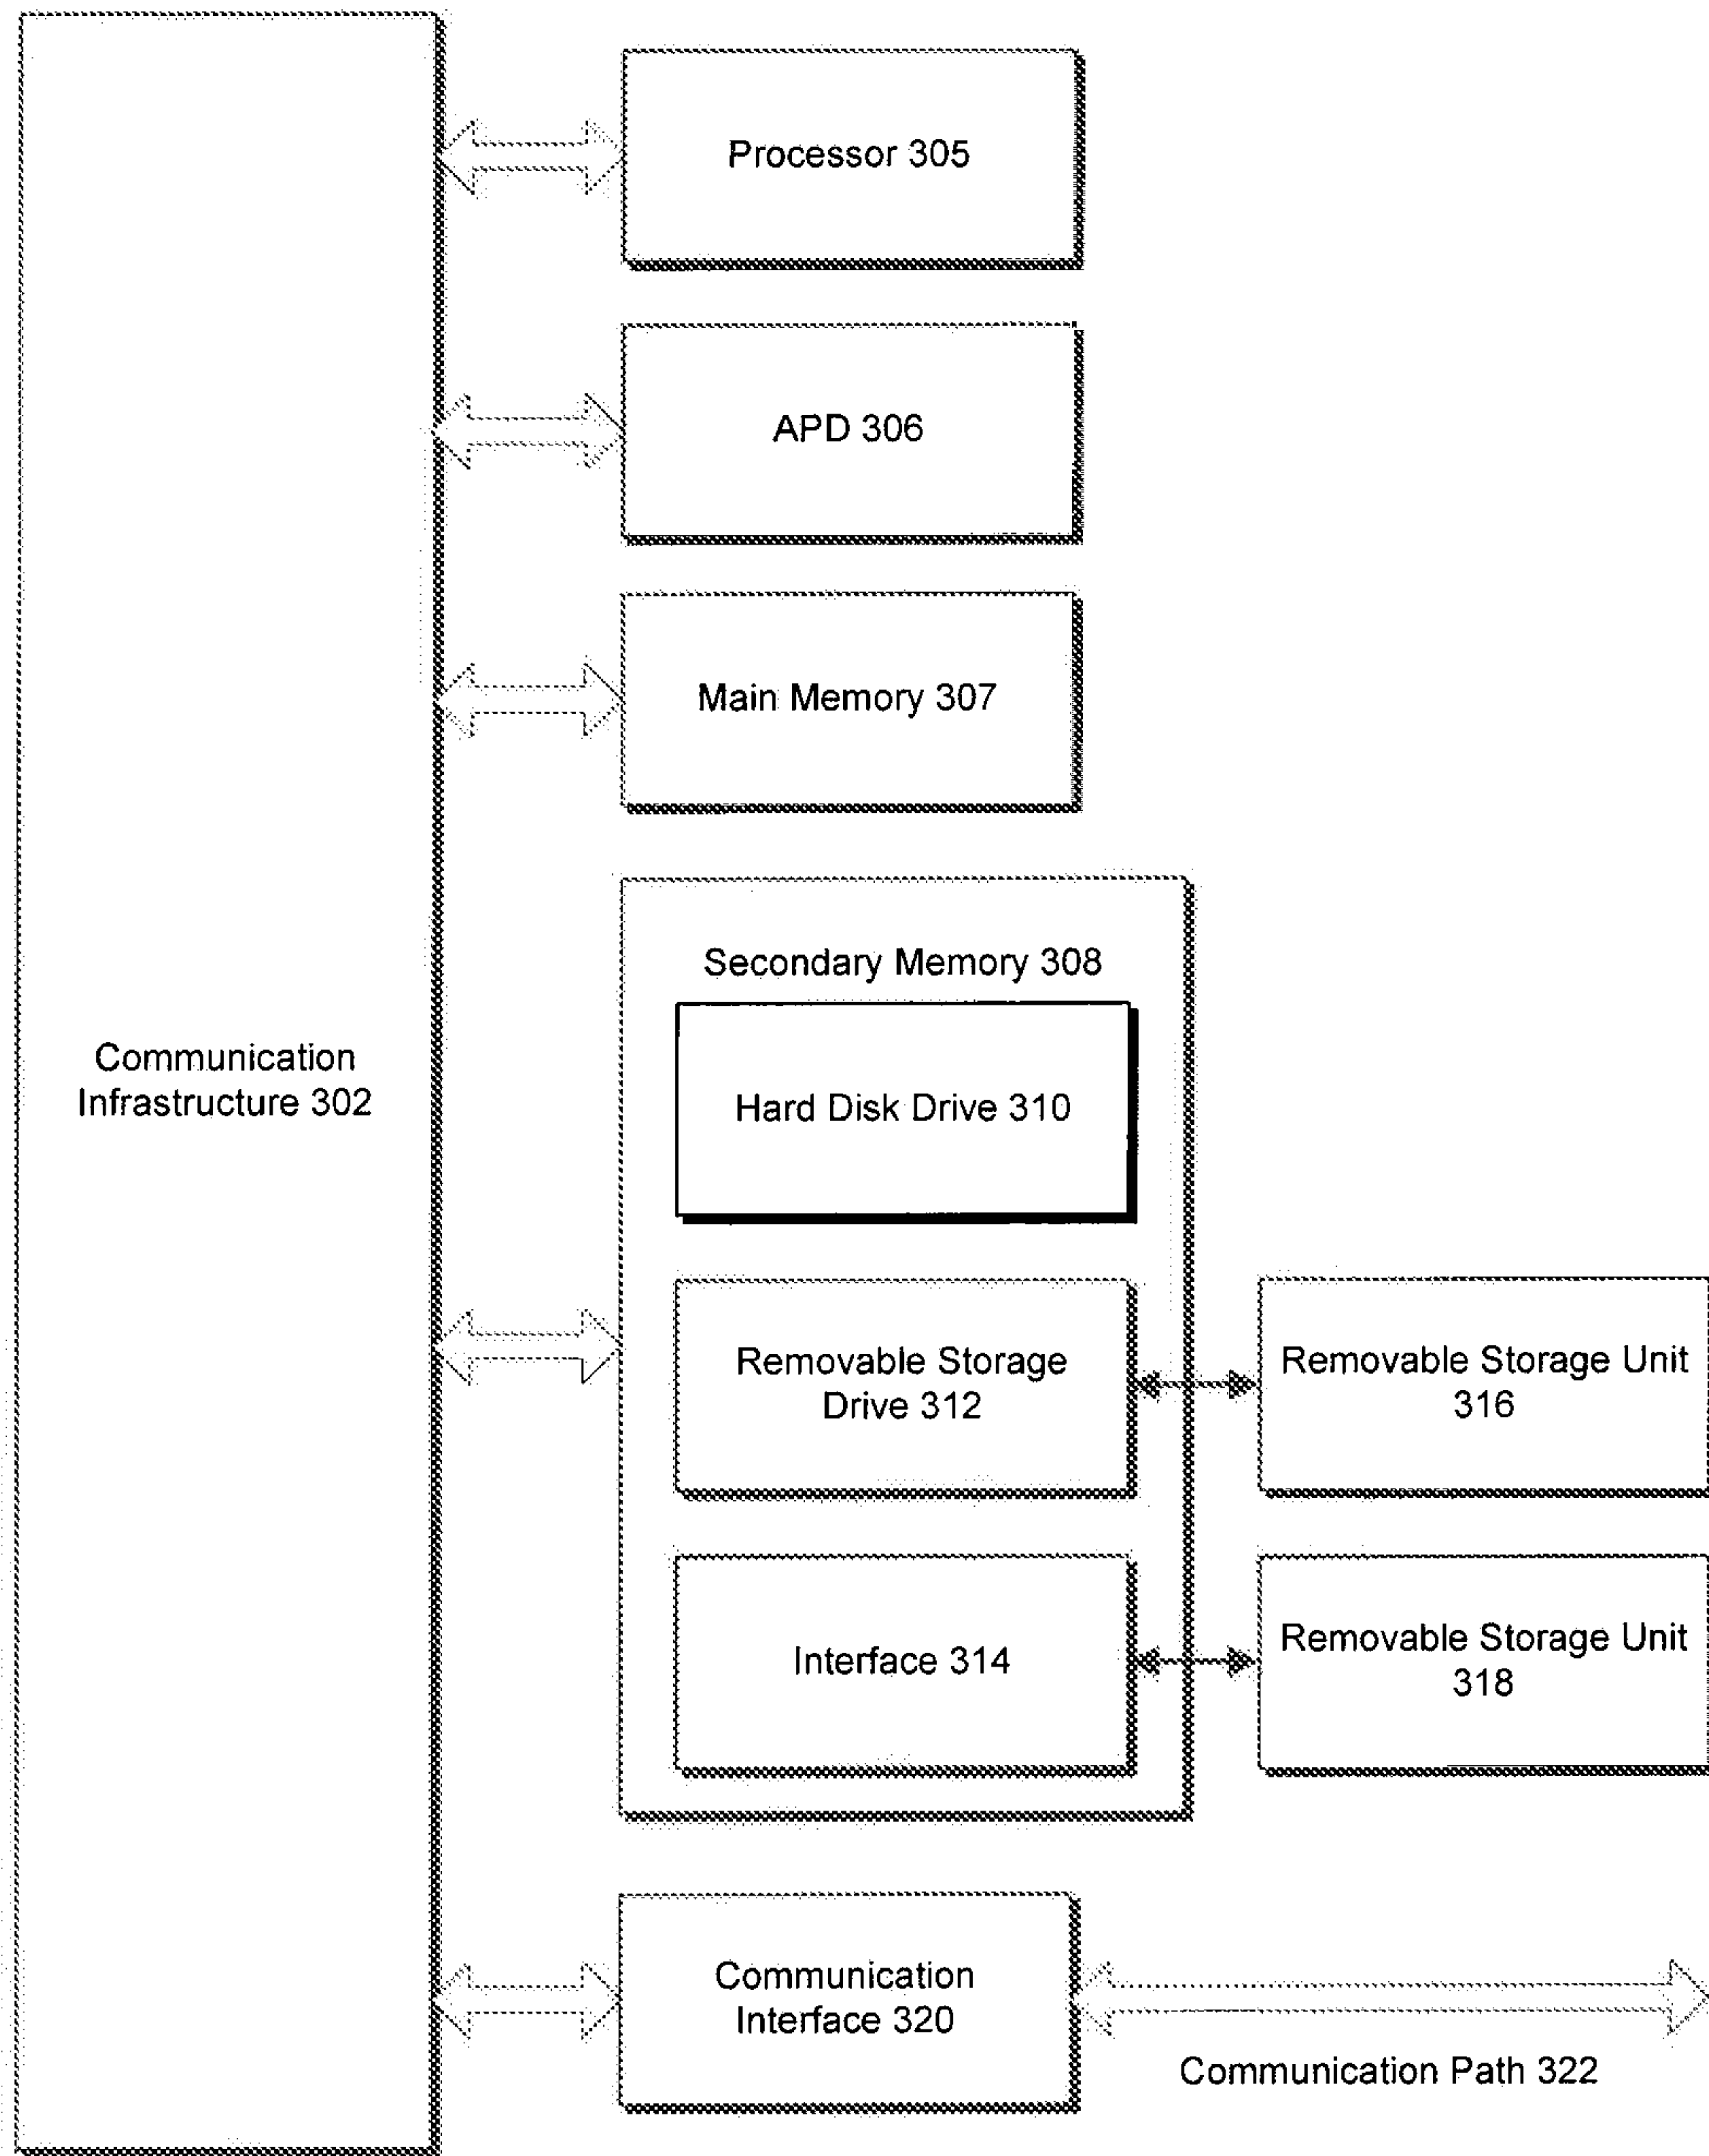 Processor 305
APD 306
Main Memory 307
Secondary Memory 308
Communication
Infrastructure 302
Hard Disk Drive 310
Removable Storage
Drive 312
Removable Storage Unit
316
Interface 314
Removable Storage Unit
318
Communication
Interface 320
Communication Path 322